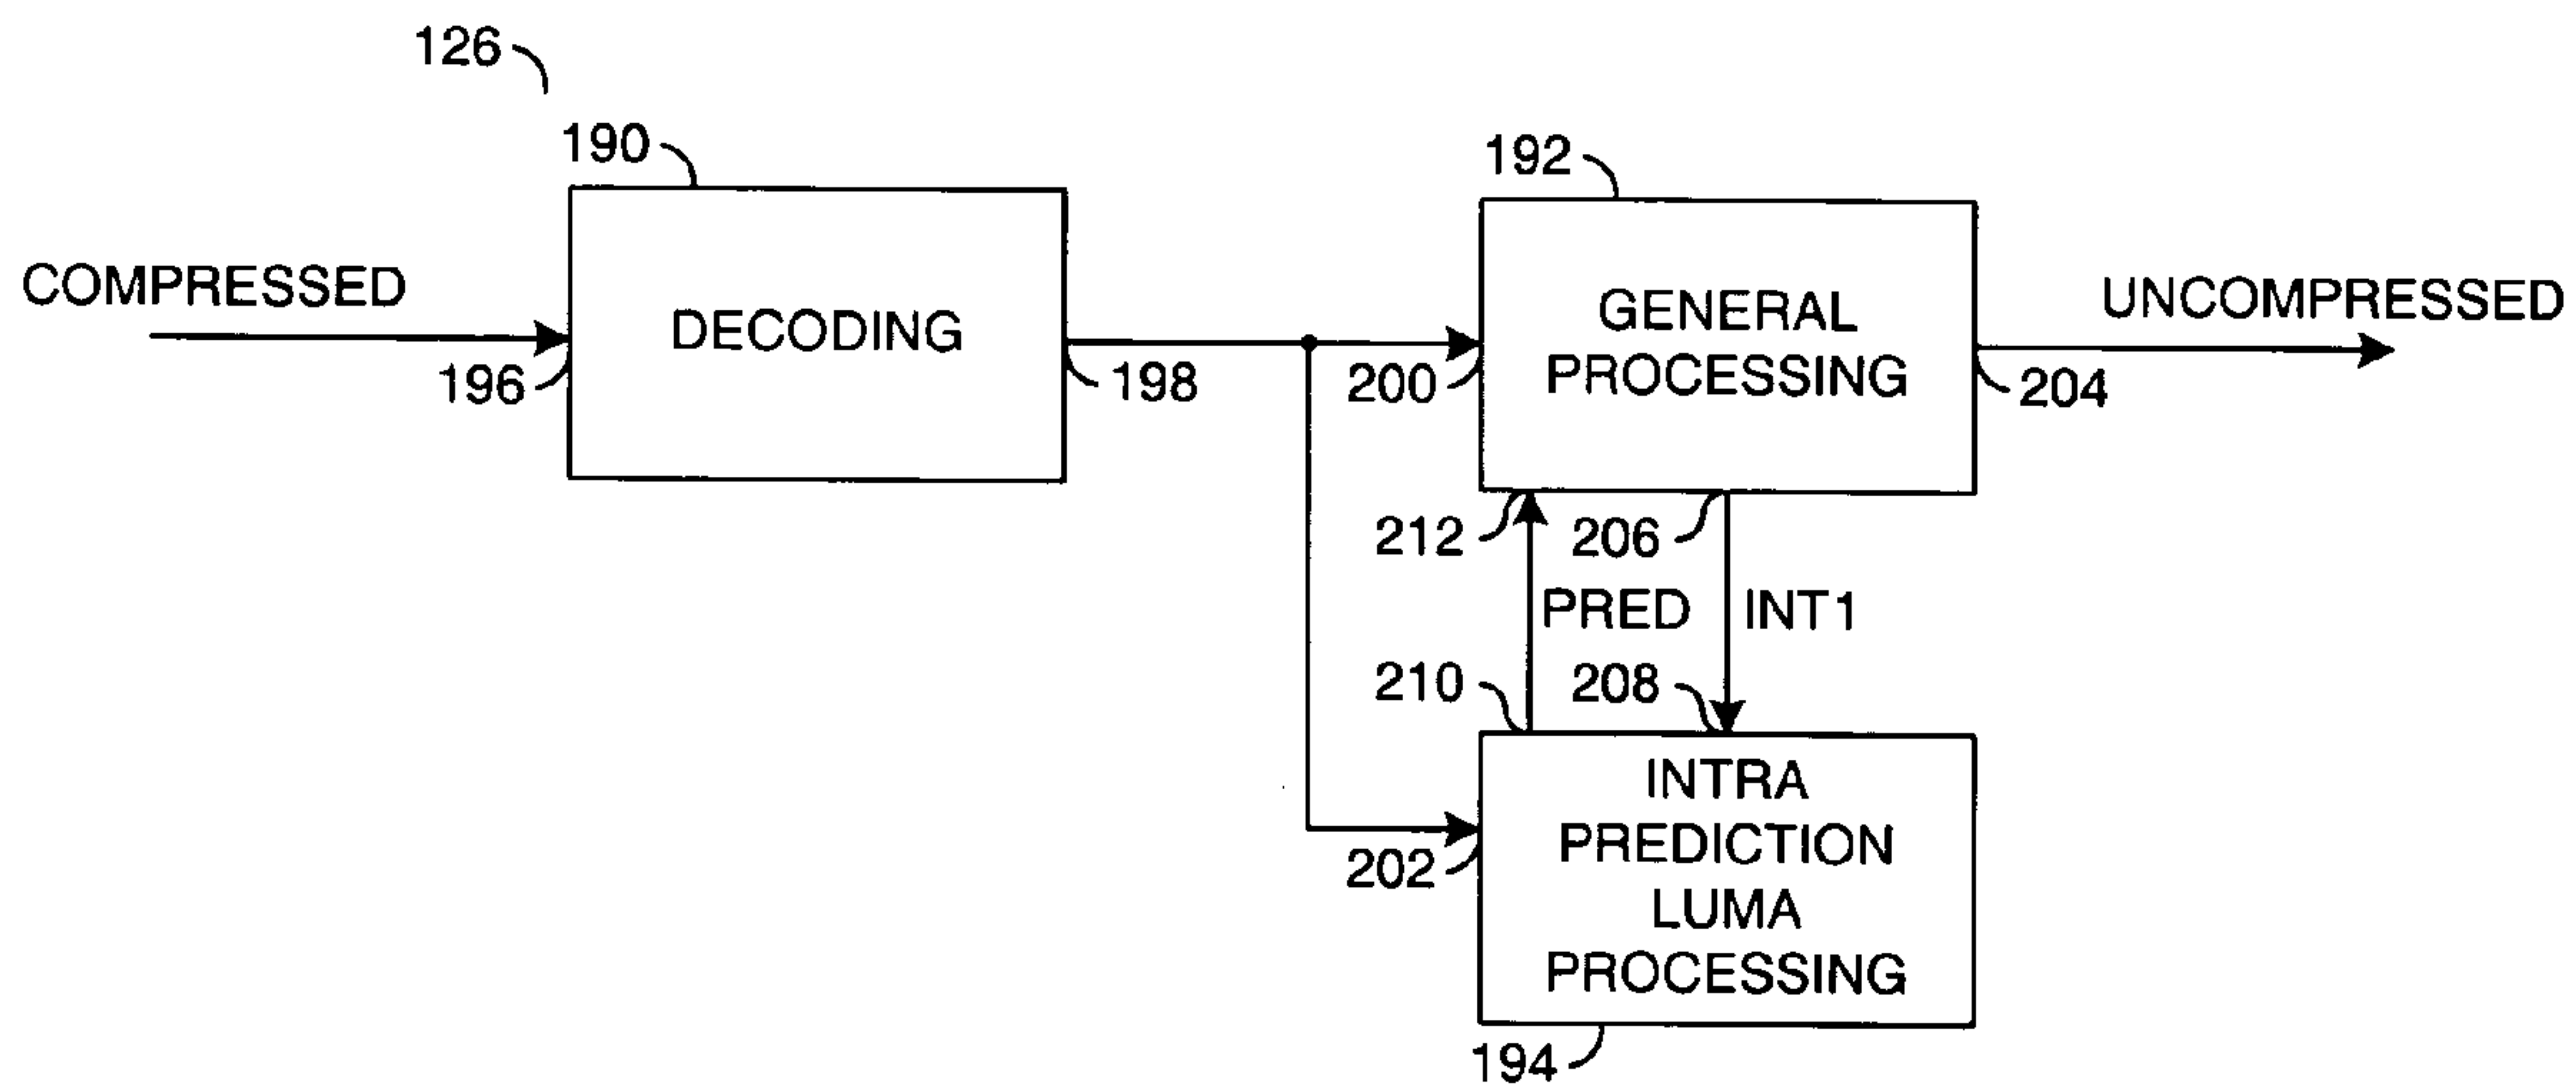 126
190
192
COMPRESSED
DECODING
GENERAL
PROCESSING
UNCOMPRESSED
196
198
200
204
212
206
PRED
INT1
210
208
202
INTRA
PREDICTION
LUMA
PROCESSING
194